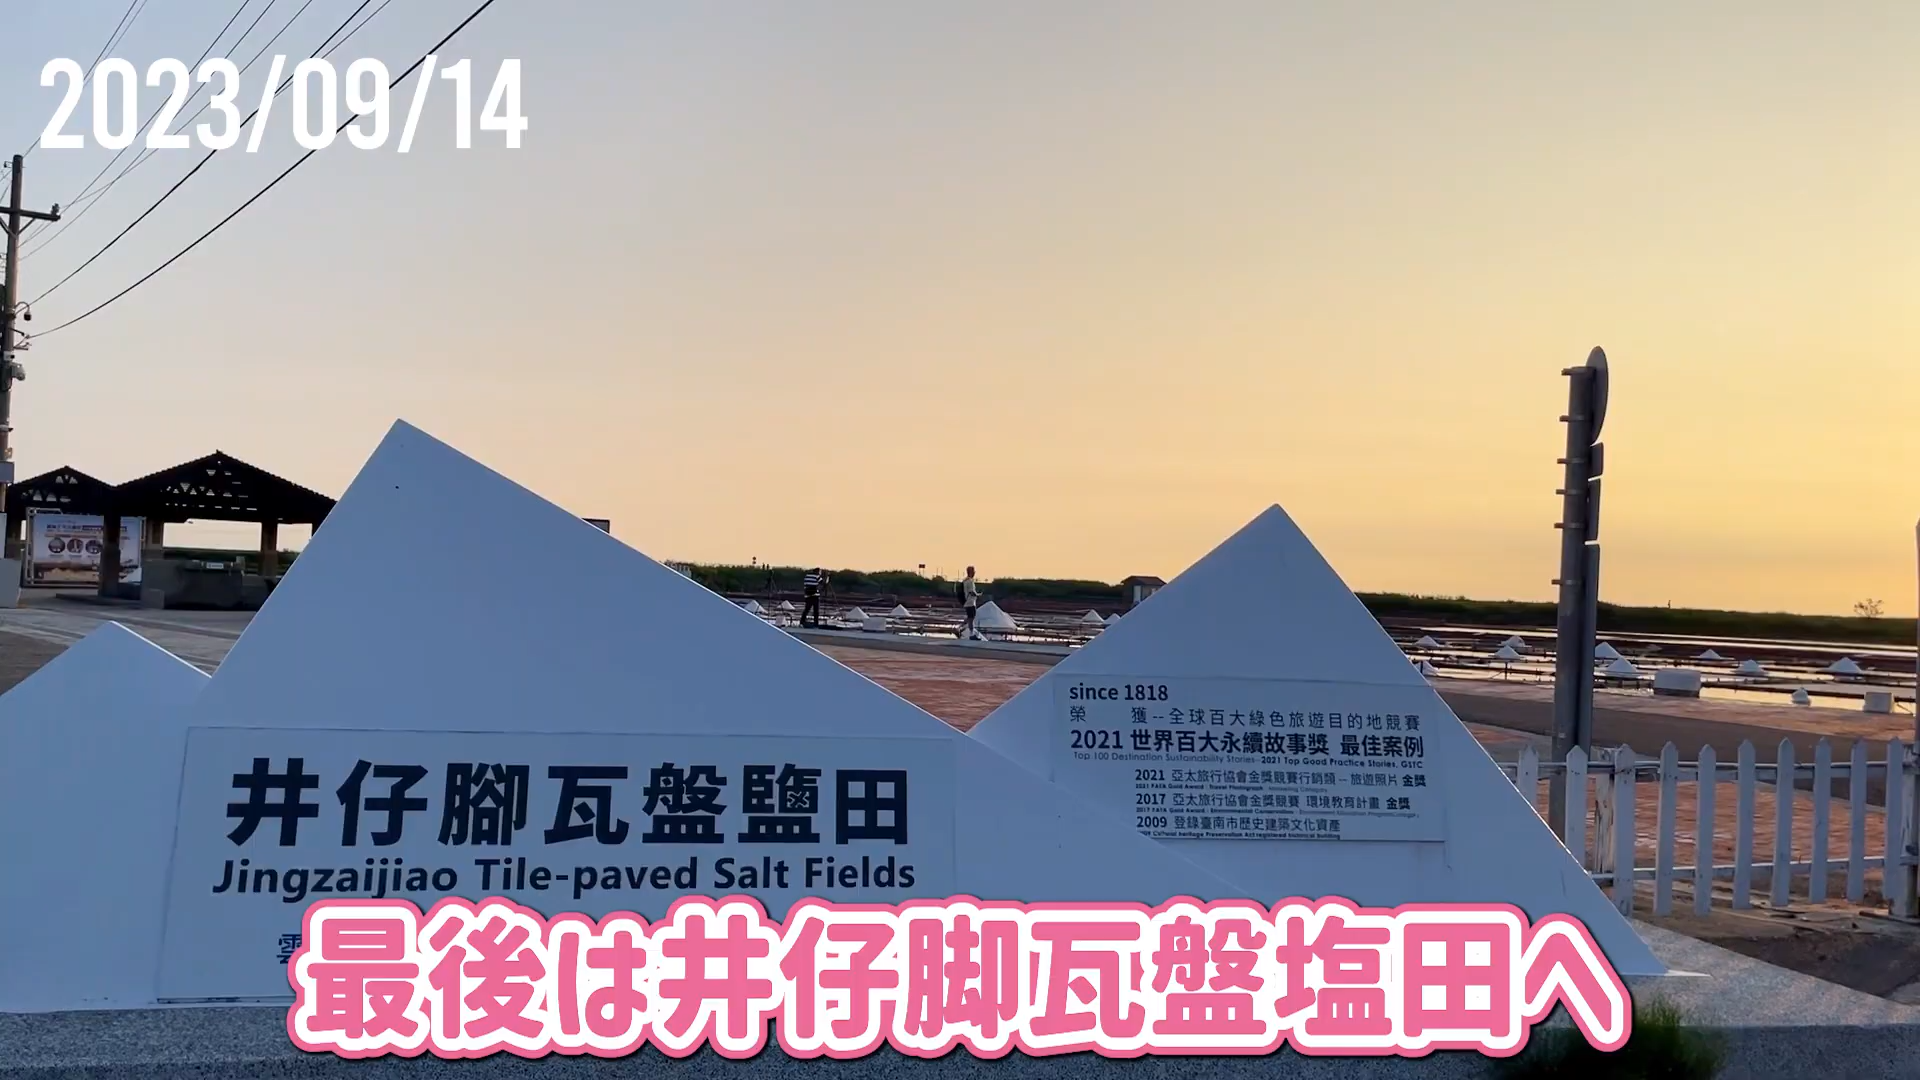 2023/09/14
井仔腳瓦盤鹽田
Jingzaijiao Tile-paved Salt Fields
since 1818
榮 獲--全球百大綠色旅遊目的地競賽
2021 世界百大永續故事獎 最佳案例
Top 100 Destination Sustainability Stories--2021 Top Good Practice Stories, GLTC
2021 亞太旅行協會金獎競賽行銷類--旅遊照片 金獎
2017 亞太旅行協會金獎競賽 環境教育計畫 金獎
2009 登錄臺南市歷史建築文化資產
最後は井仔脚瓦盤塩田へ